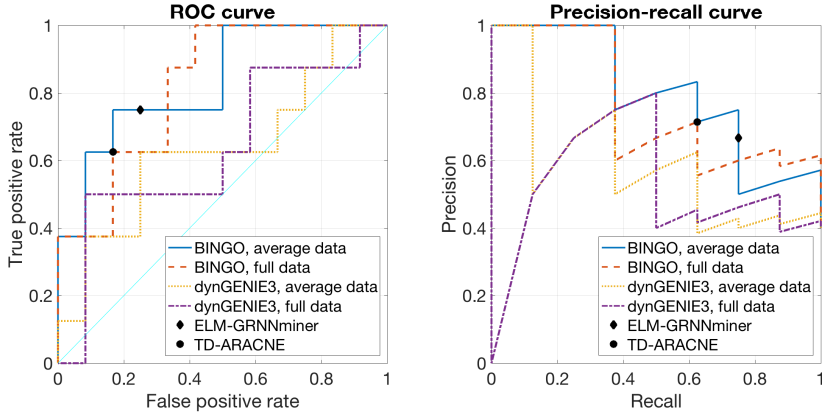 ROC curve
True positive rate
1
0.8
0.6
0.4
0.2
0
BINGO, average data
BINGO, full data
dynGENIE3, average data
dynGENIE3, full data
ELM-GRNNminer
TD-ARACNE
0 0.2 0.4 0.6 0.8 1
False positive rate
Precision-recall curve
Precision
1
0.8
0.6
0.4
0.2
0
BINGO, average data
BINGO, full data
dynGENIE3, average data
dynGENIE3, full data
ELM-GRNNminer
TD-ARACNE
0 0.2 0.4 0.6 0.8 1
Recall